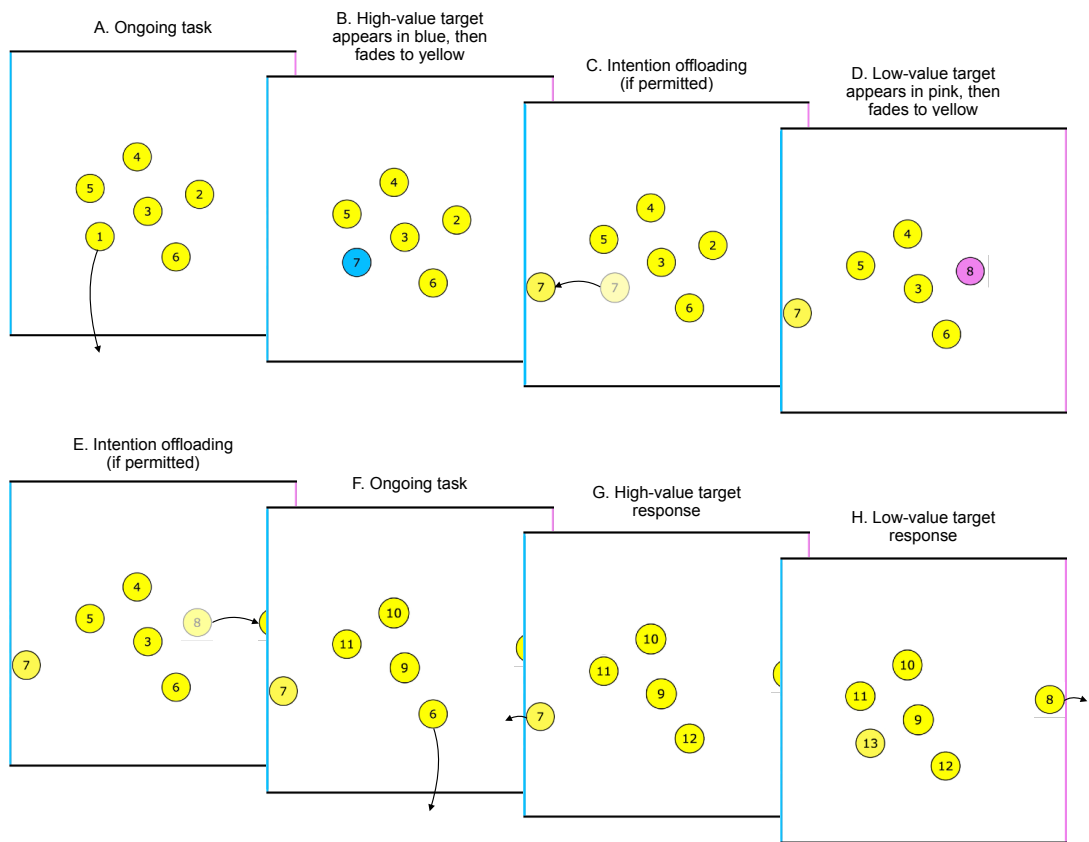 A. Ongoing task
4
5
2
3
1
6
B. High-value target
appears in blue, then
fades to yellow
4
5
2
3
7
6
C. Intention offloading
(if permitted)
4
5
2
3
7
7
6
D. Low-value target
appears in pink, then
fades to yellow
4
5
8
3
7
6
E. Intention offloading
(if permitted)
4
5
8
3
7
6
F. Ongoing task
10
11
9
7
6
G. High-value target
response
10
11
9
7
12
H. Low-value target
response
10
11
8
9
13
12